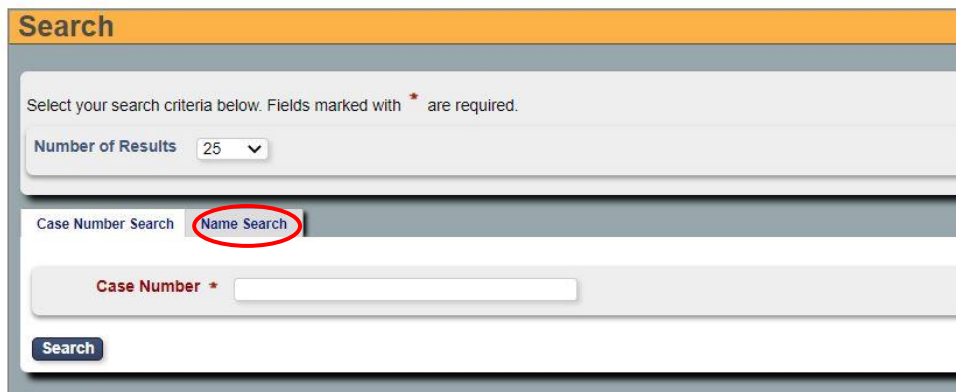 Search
Select your search criteria below. Fields marked with * are required.
Number of Results 25
Case Number Search Name Search
Case Number *
Search